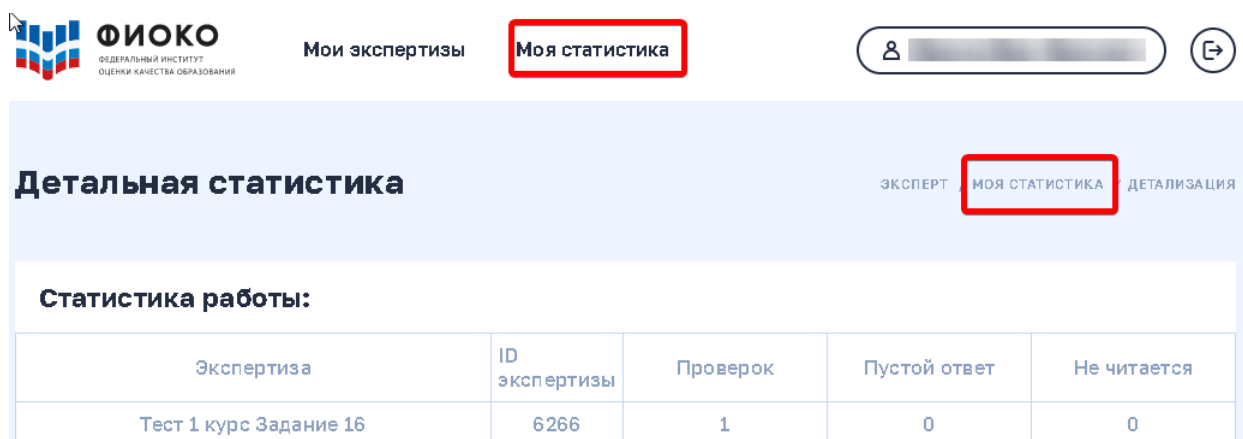 ФИОКО
ФЕДЕРАЛЬНЫЙ ИНСТИТУТ
ОЦЕНКИ КАЧЕСТВА ОБРАЗОВАНИЯ
Мои экспертизы
Моя статистика
Детальная статистика
ЭКСПЕРТ / МОЯ СТАТИСТИКА / ДЕТАЛИЗАЦИЯ
Статистика работы:
Экспертиза
ID
экспертизы
Проверок
Пустой ответ
Не читается
Тест 1 курс Задание 16
6266
1
0
0